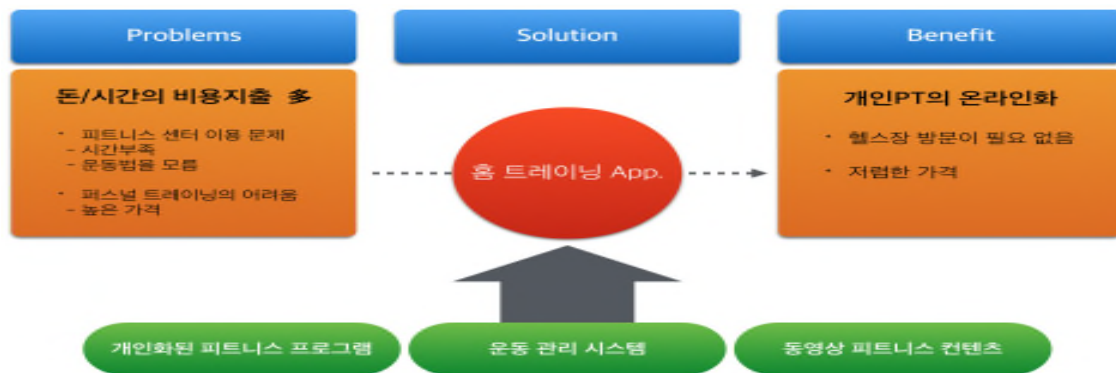 Problems
Solution
Benefit
돈/시간의 비용지출 多
· 피트니스 센터 이용 문제
- 시간부족
- 운동법을 모름
· 퍼스널 트레이닝의 어려움
- 높은 가격
홈 트레이닝 App.
개인PT의 온라인화
· 헬스장 방문이 필요 없음
· 저렴한 가격
개인화된 피트니스 프로그램
운동 관리 시스템
동영상 피트니스 컨텐츠